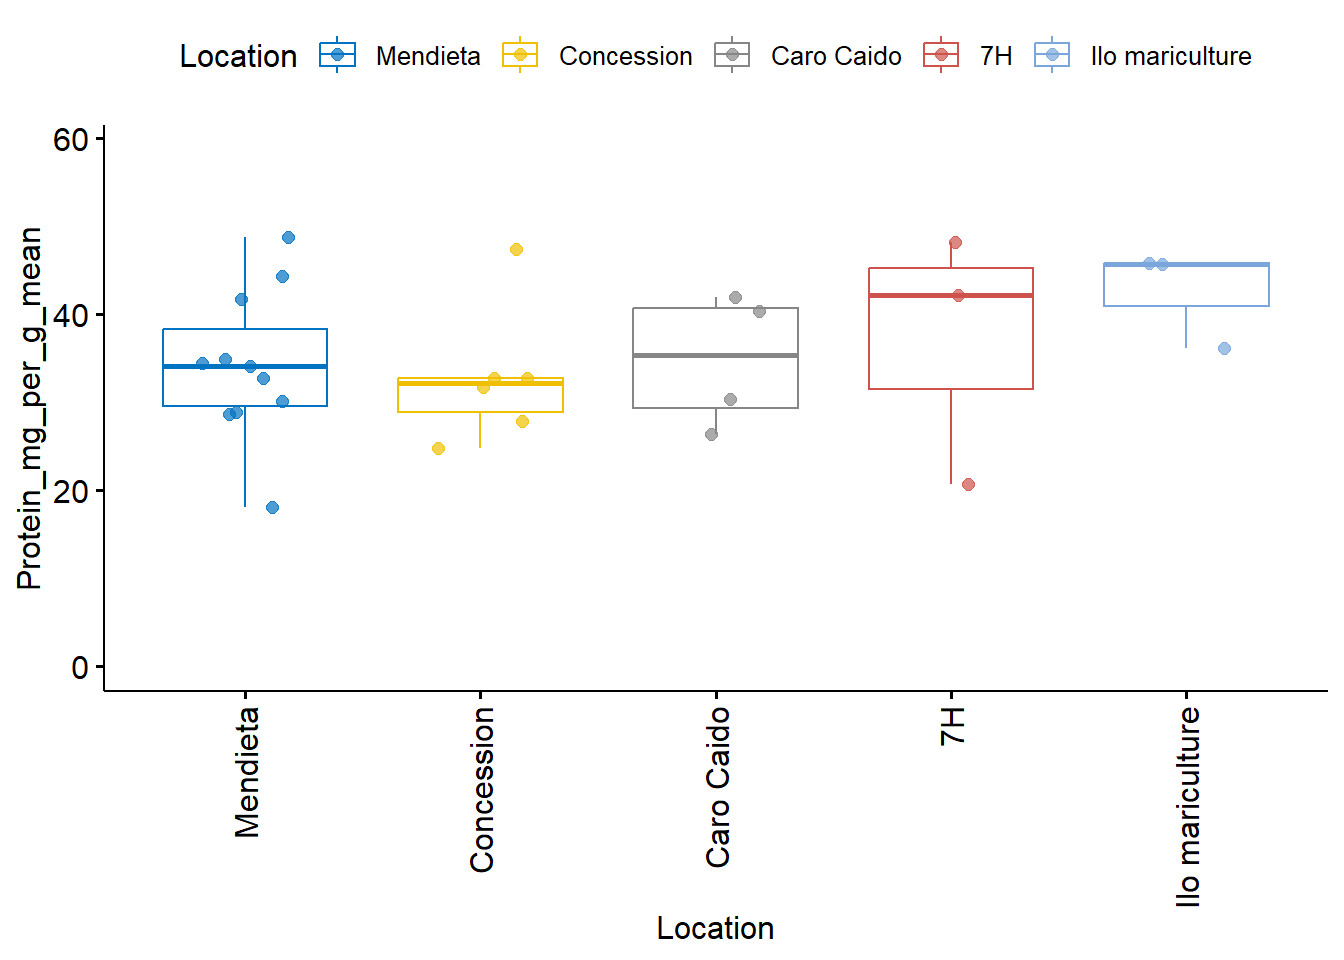 Location Mendieta Concession Caro Caido 7H Ilo mariculture
Protein_mg_per_g_mean
60
40
20
0
Mendieta
Concession
Caro Caido
7H
Ilo mariculture
Location